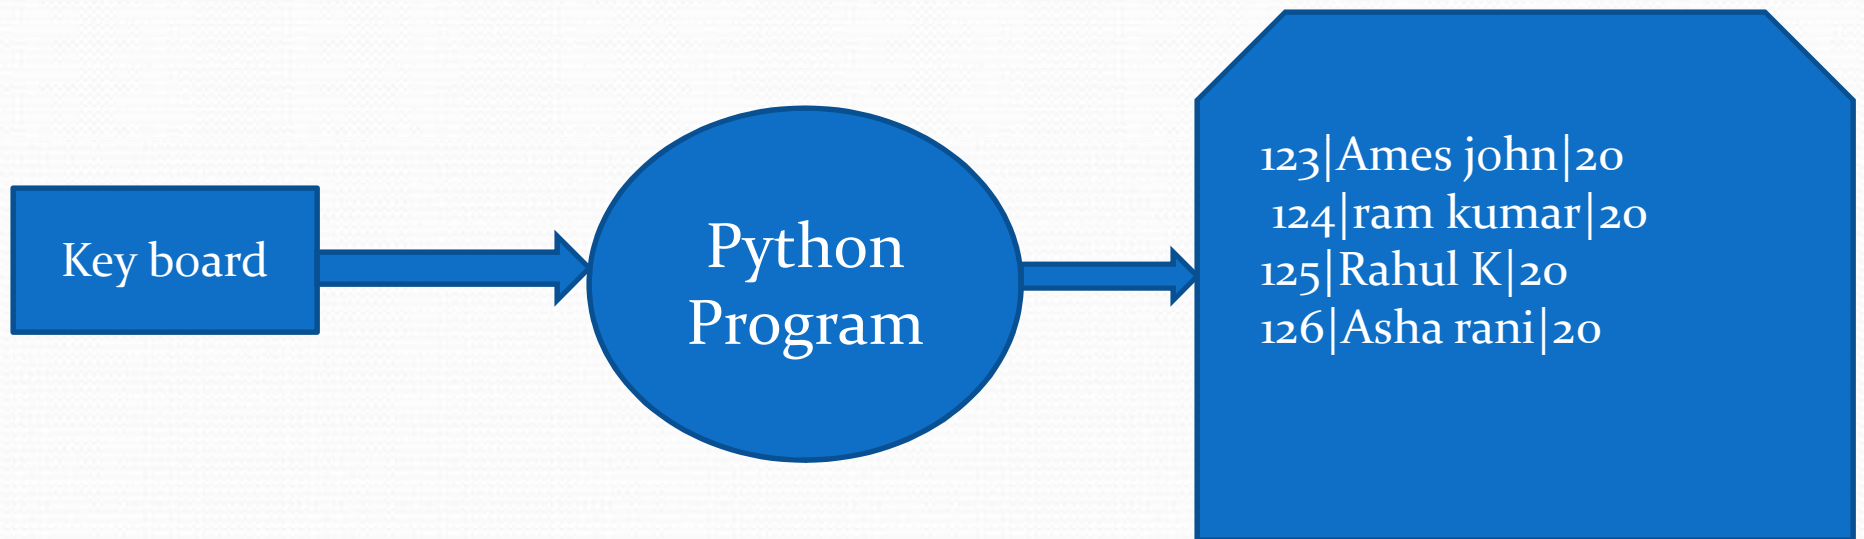 Key board
Python
Program
123|Ames john|20
124|ram kumar|20
125|Rahul K|20
126|Asha rani|20